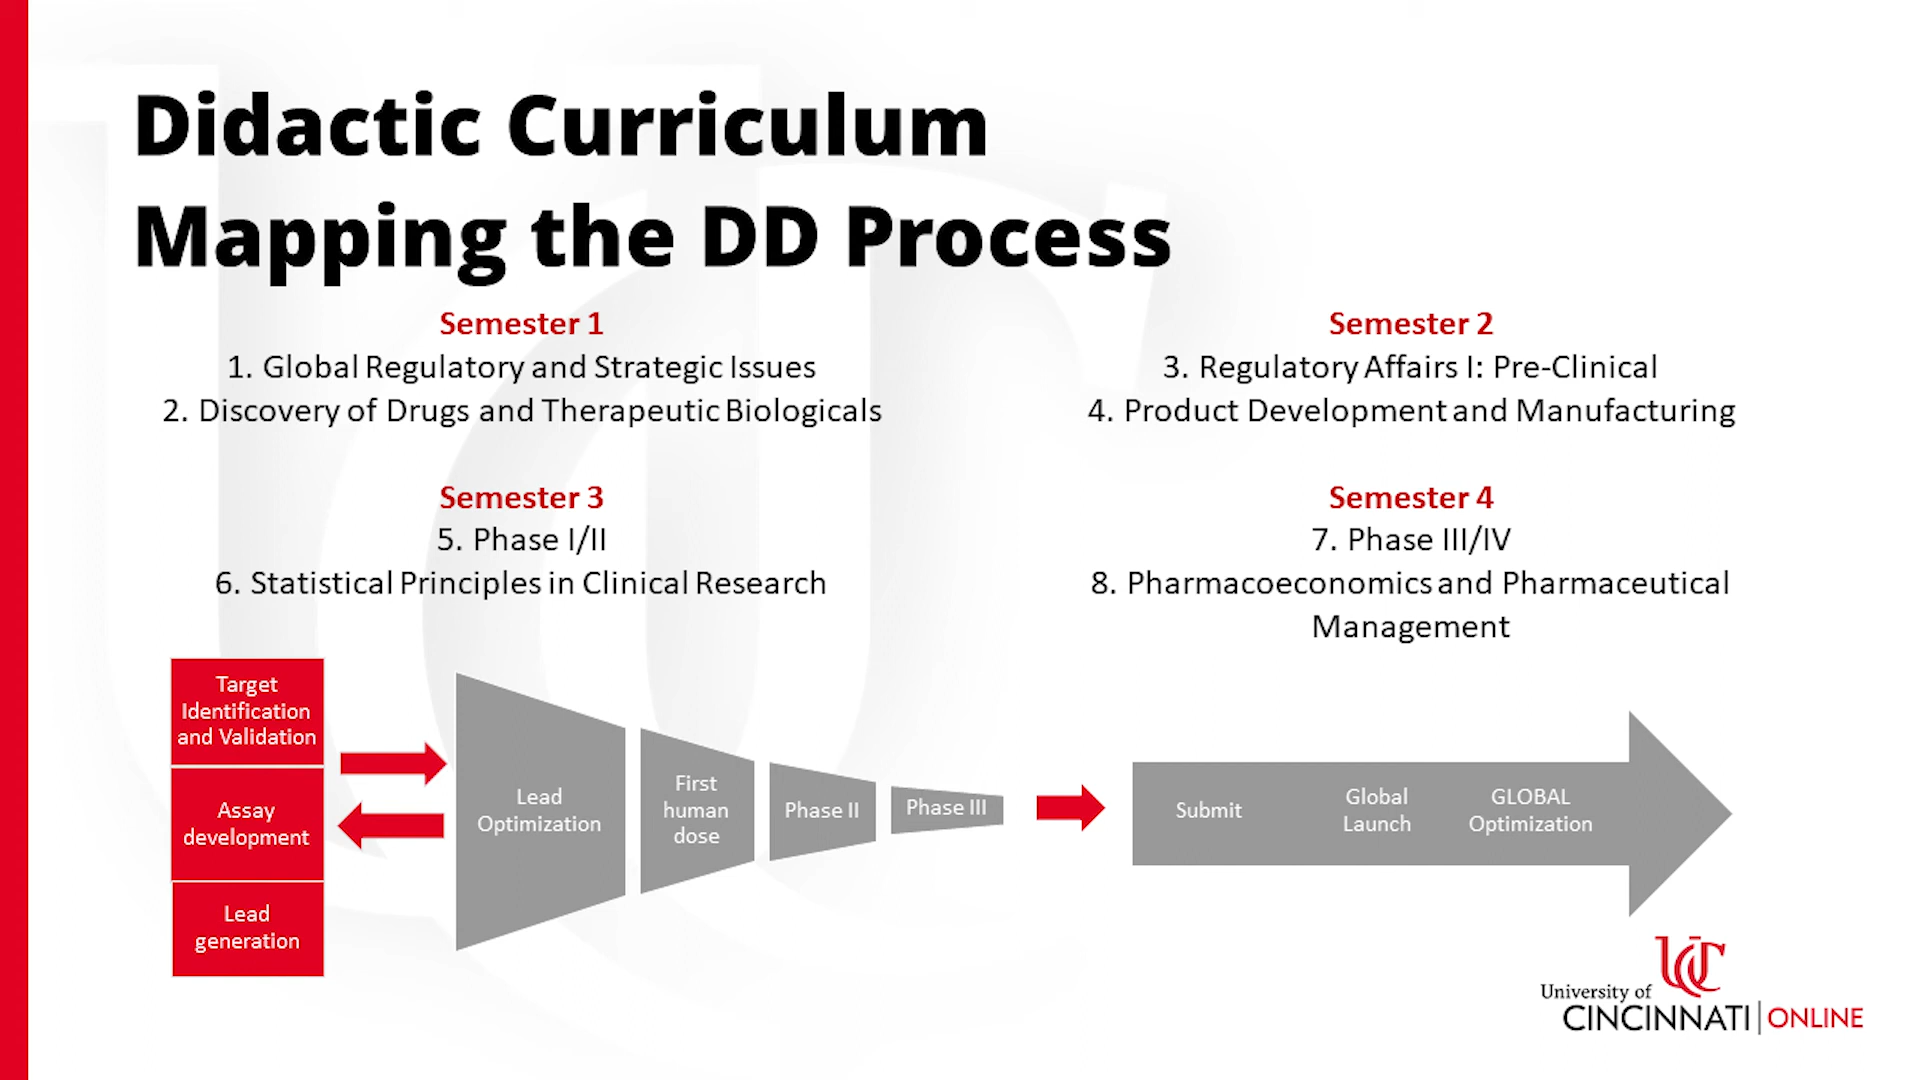 Didactic Curriculum
Mapping the DD Process
Semester 1
1. Global Regulatory and Strategic Issues
2. Discovery of Drugs and Therapeutic Biologicals
Semester 2
3. Regulatory Affairs I: Pre-Clinical
4. Product Development and Manufacturing
Semester 3
5. Phase I/II
6. Statistical Principles in Clinical Research
Semester 4
7. Phase III/IV
8. Pharmacoeconomics and Pharmaceutical
Management
Target
Identification
and Validation
Assay
development
Lead
generation
Lead
Optimization
First
human
dose
Phase II
Phase III
Submit
Global
Launch
GLOBAL
Optimization
UC
University of
CINCINNATI | ONLINE